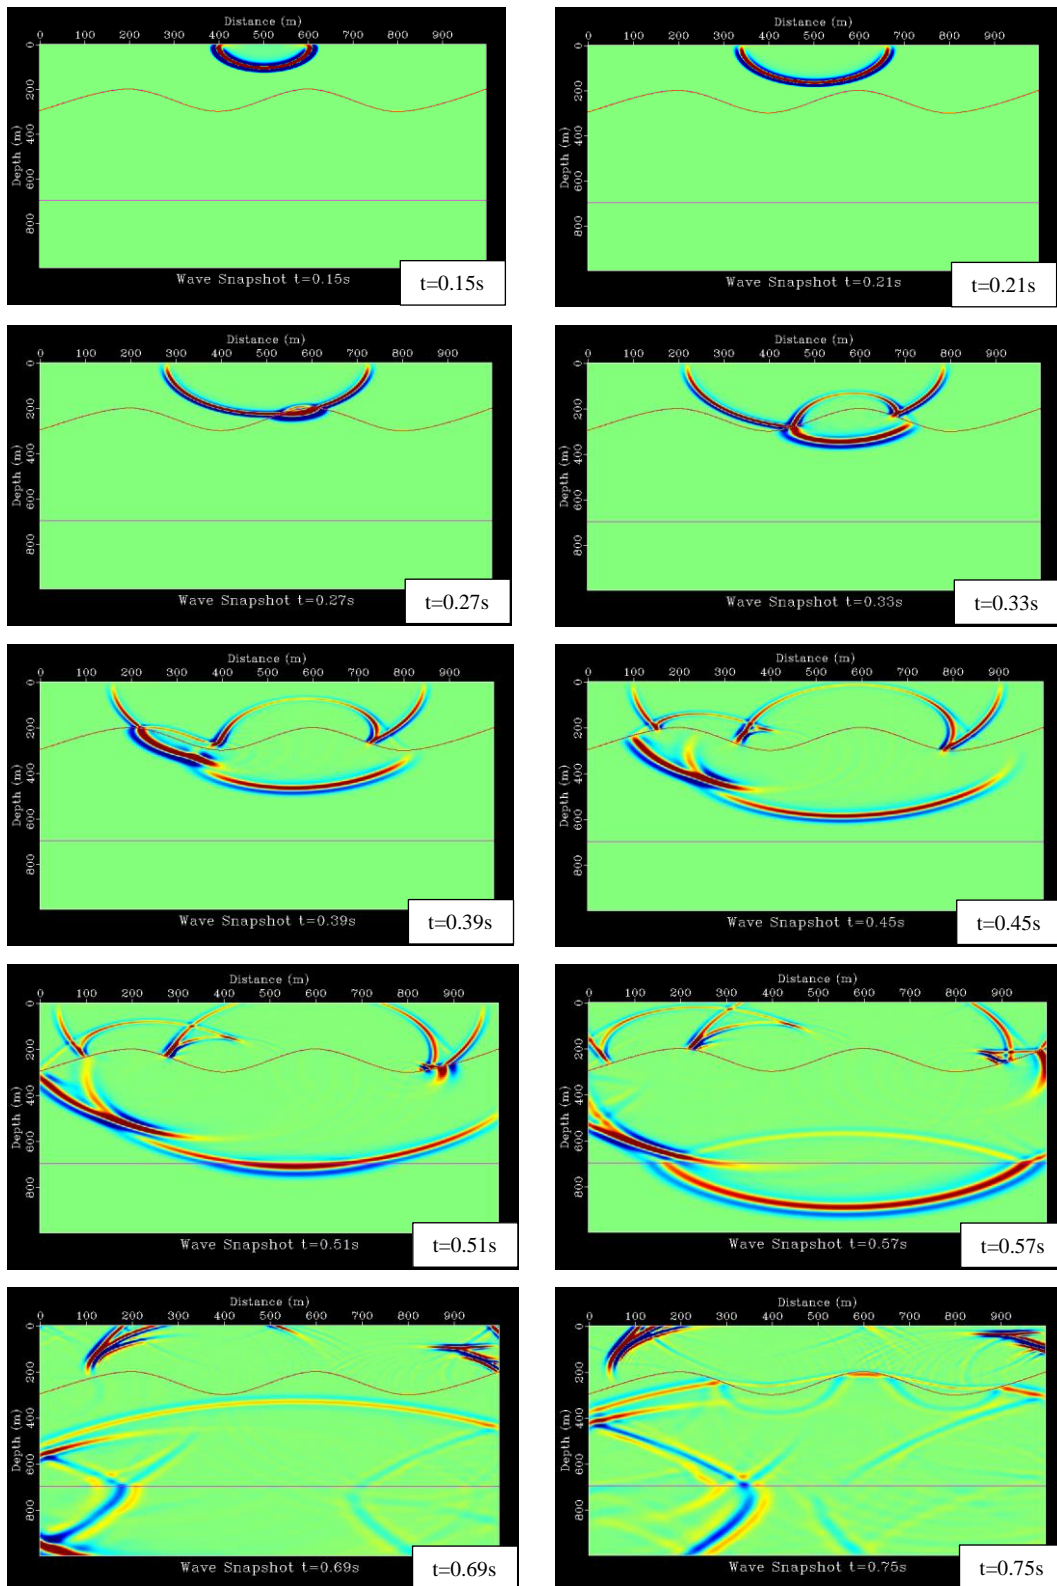 Distance (m)
0 100 200 300 400 500 600 700 800 900
0
200
400
600
800
Depth (m)
Wave Snapshot t=0.15s
t=0.15s
Distance (m)
0 100 200 300 400 500 600 700 800 900
0
200
400
600
800
Depth (m)
Wave Snapshot t=0.21s
t=0.21s
Distance (m)
0 100 200 300 400 500 600 700 800 900
0
200
400
600
800
Depth (m)
Wave Snapshot t=0.27s
t=0.27s
Distance (m)
0 100 200 300 400 500 600 700 800 900
0
200
400
600
800
Depth (m)
Wave Snapshot t=0.33s
t=0.33s
Distance (m)
0 100 200 300 400 500 600 700 800 900
0
200
400
600
800
Depth (m)
Wave Snapshot t=0.39s
t=0.39s
Distance (m)
0 100 200 300 400 500 600 700 800 900
0
200
400
600
800
Depth (m)
Wave Snapshot t=0.45s
t=0.45s
Distance (m)
0 100 200 300 400 500 600 700 800 900
0
200
400
600
800
Depth (m)
Wave Snapshot t=0.51s
t=0.51s
Distance (m)
0 100 200 300 400 500 600 700 800 900
0
200
400
600
800
Depth (m)
Wave Snapshot t=0.57s
t=0.57s
Distance (m)
0 100 200 300 400 500 600 700 800 900
0
200
400
600
800
Depth (m)
Wave Snapshot t=0.69s
t=0.69s
Distance (m)
0 100 200 300 400 500 600 700 800 900
0
200
400
600
800
Depth (m)
Wave Snapshot t=0.75s
t=0.75s